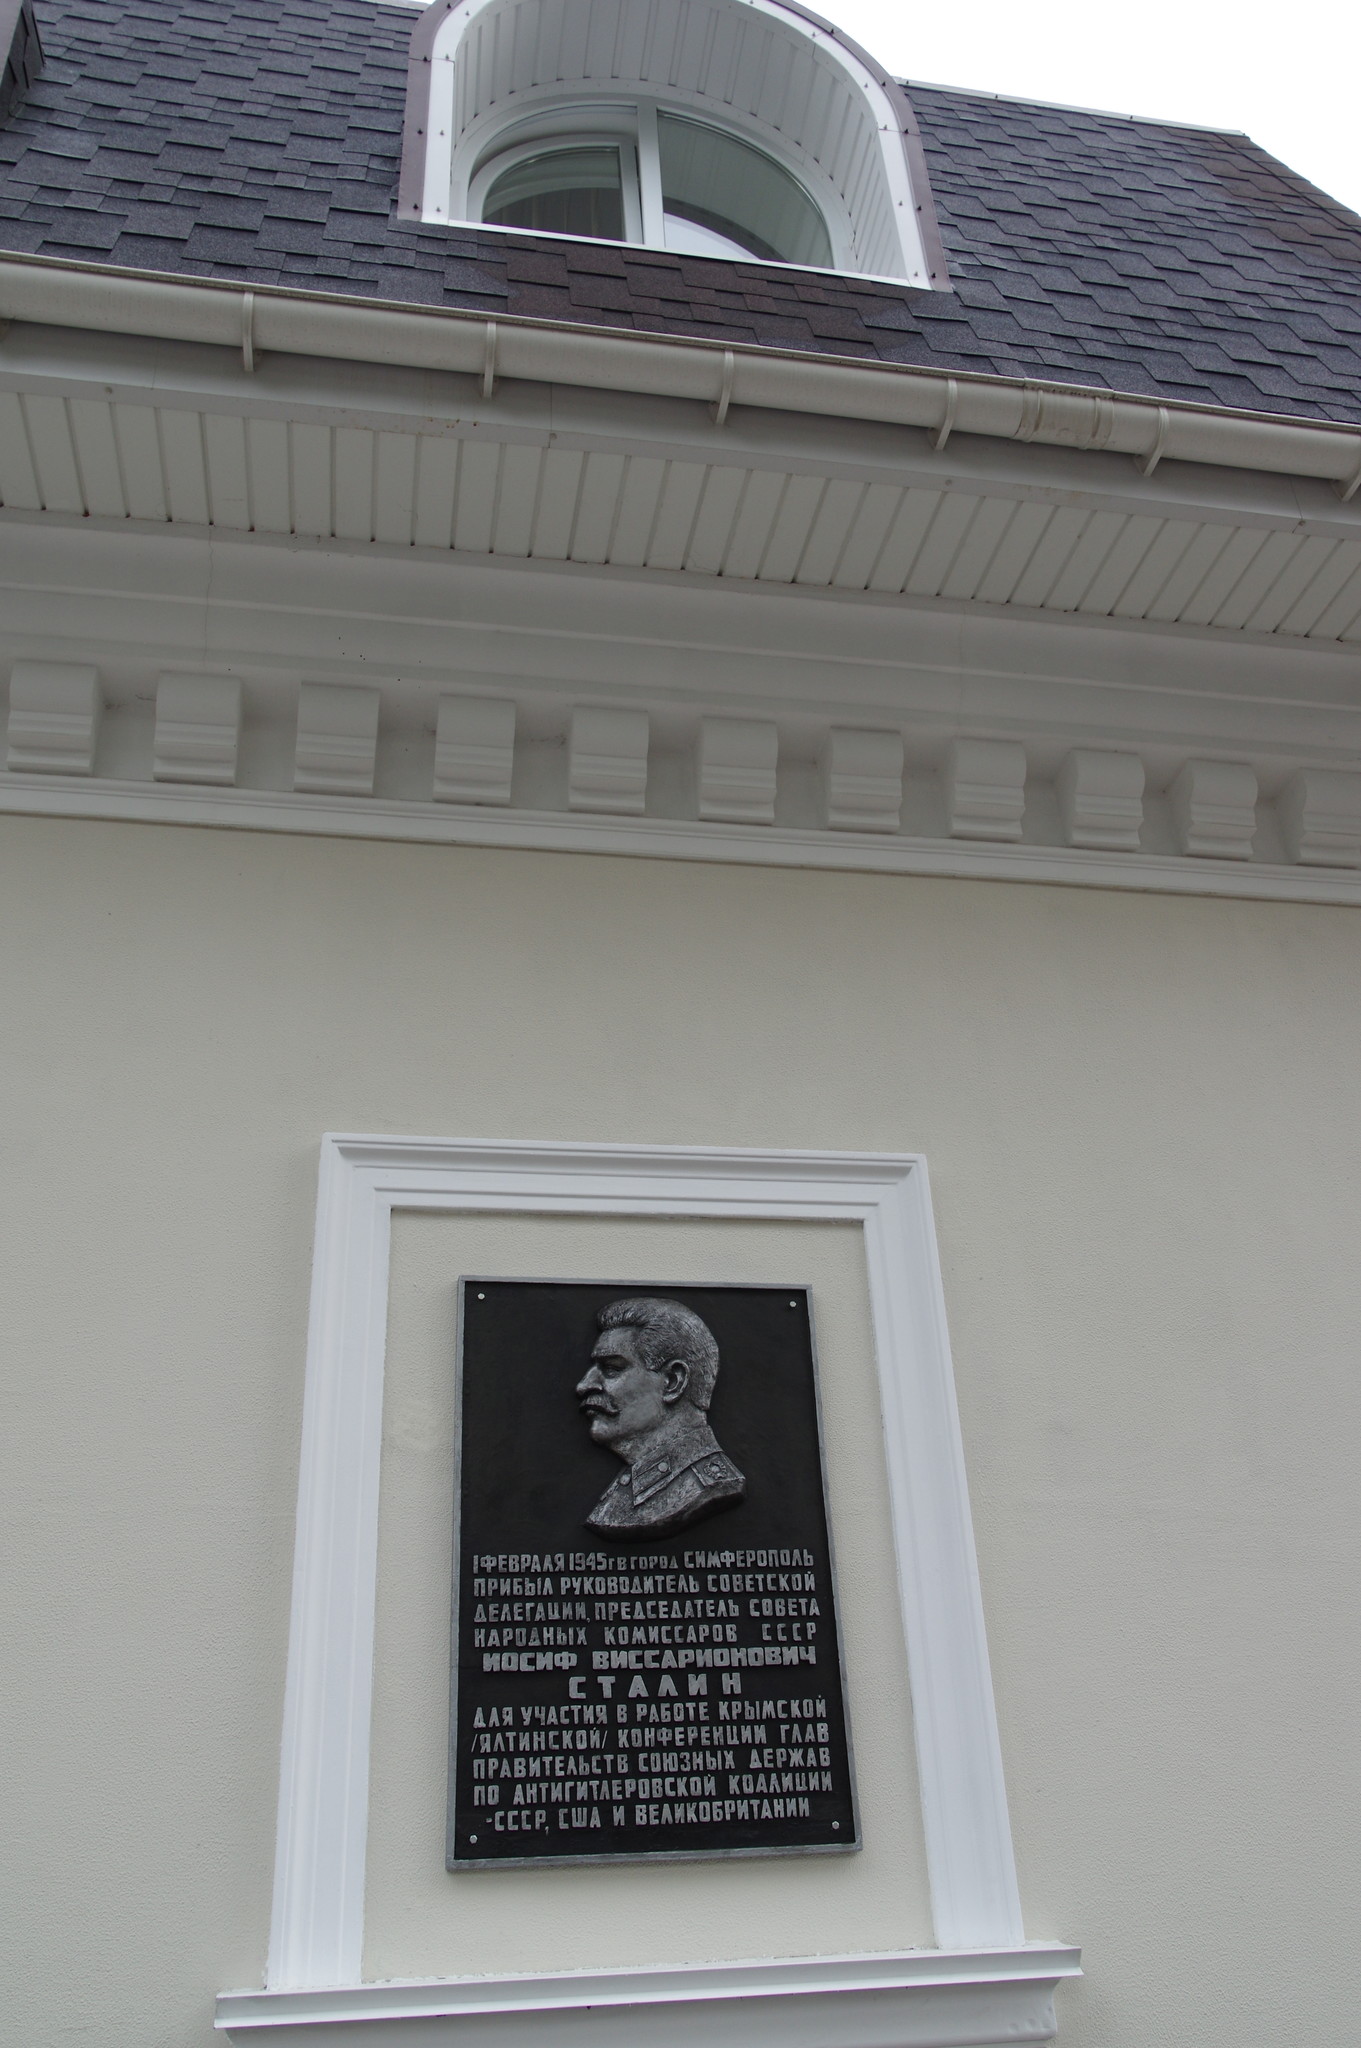 1 ФЕВРАЛЯ 1945Г В ГОРОД СИМФЕРОПОЛЬ
ПРИБЫЛ РУКОВОДИТЕЛЬ СОВЕТСКОЙ
ДЕЛЕГАЦИИ, ПРЕДСЕДАТЕЛЬ СОВЕТА
НАРОДНЫХ КОМИССАРОВ СССР
ИОСИФ ВИССАРИОНОВИЧ
СТАЛИН
ДЛЯ УЧАСТИЯ В РАБОТЕ КРЫМСКОЙ
/ЯЛТИНСКОЙ/ КОНФЕРЕНЦИИ ГЛАВ
ПРАВИТЕЛЬСТВ СОЮЗНЫХ ДЕРЖАВ
ПО АНТИГИТЛЕРОВСКОЙ КОАЛИЦИИ
-СССР, США И ВЕЛИКОБРИТАНИИ